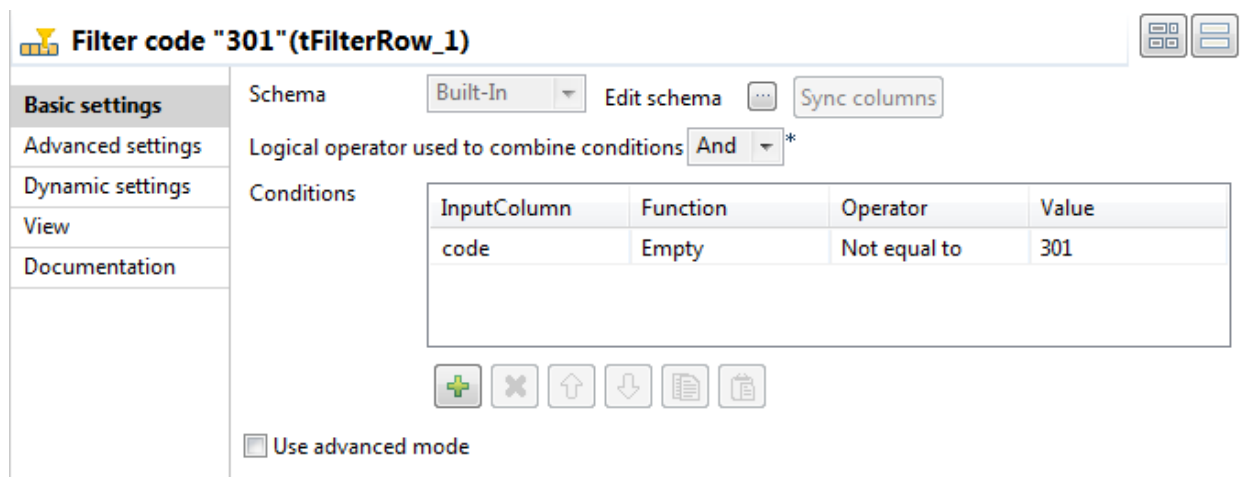 Filter code "301"(tFilterRow_1)
Basic settings
Advanced settings
Dynamic settings
View
Documentation
Schema Built-In Edit schema ... Sync columns
Logical operator used to combine conditions And *
Conditions
InputColumn Function Operator Value
code Empty Not equal to 301
Use advanced mode